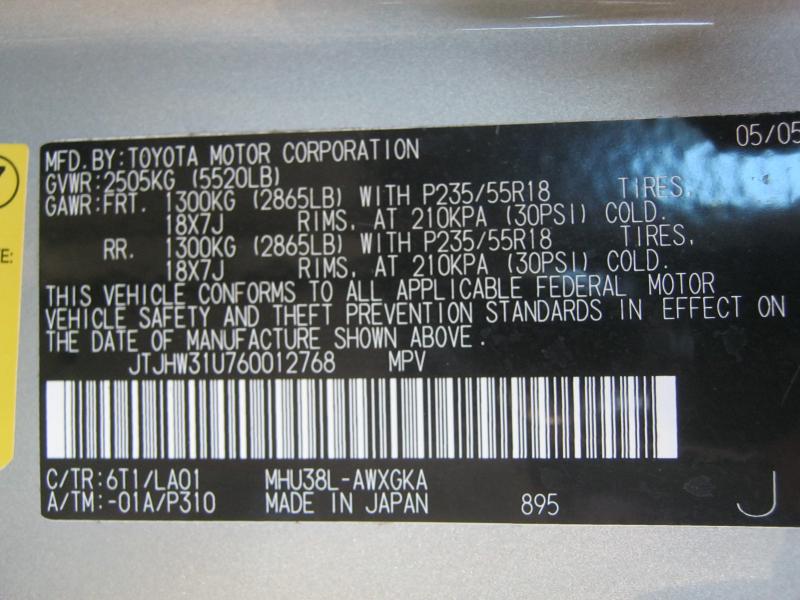 05/05
MFD. BY: TOYOTA MOTOR CORPORATION
GVWR: 2505KG (5520LB)
GAWR: FRT. 1300KG (2865LB) WITH P235/55R18 TIRES,
18X7J RIMS, AT 210KPA (30PSI) COLD.
RR. 1300KG (2865LB) WITH P235/55R18 TIRES,
18X7J RIMS, AT 210KPA (30PSI) COLD.
THIS VEHICLE CONFORMS TO ALL APPLICABLE FEDERAL MOTOR
VEHICLE SAFETY AND THEFT PREVENTION STANDARDS IN EFFECT ON
THE DATE OF MANUFACTURE SHOWN ABOVE.
JTJHW31U760012768 MPV
C/TR: 6T1/LA01 MHU38L-AWXGKA
A/TM: -01A/P310 MADE IN JAPAN 895 J